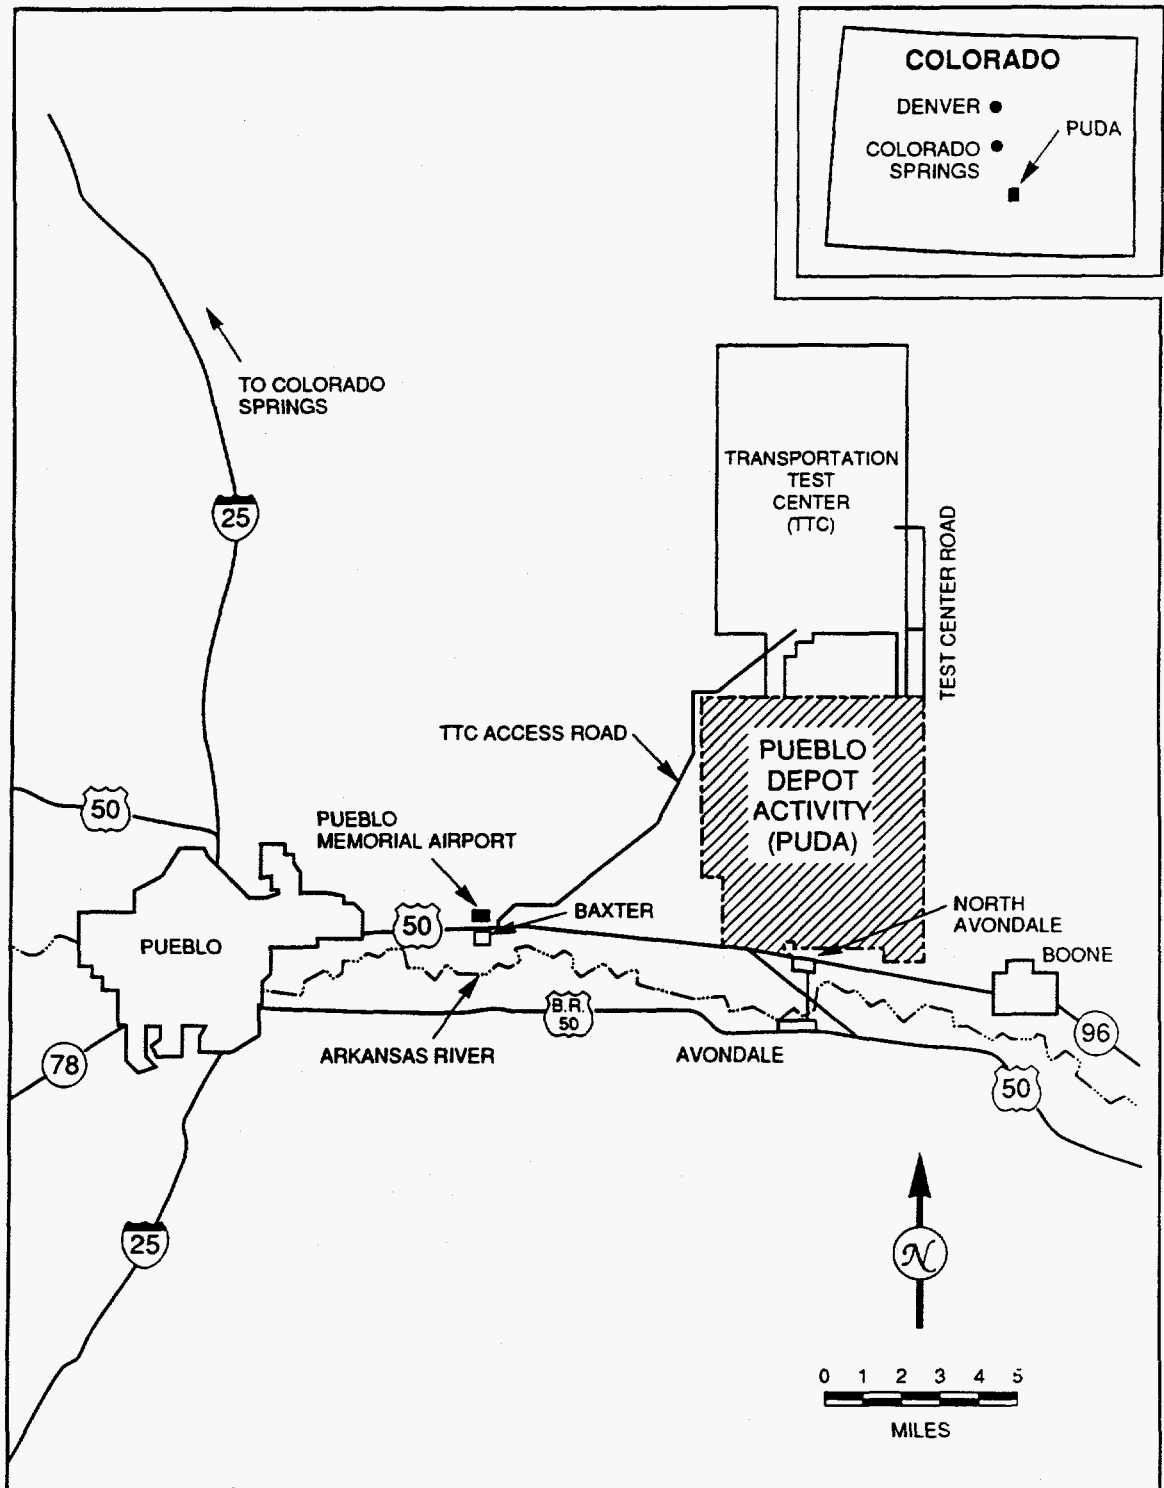 COLORADO
DENVER
COLORADO
SPRINGS
PUDA
TO COLORADO
SPRINGS
25
TRANSPORTATION
TEST
CENTER
(TTC)
TEST CENTER ROAD
TTC ACCESS ROAD
PUEBLO
DEPOT
ACTIVITY
(PUDA)
50
PUEBLO
MEMORIAL AIRPORT
BAXTER
50
NORTH
AVONDALE
PUEBLO
BOONE
B.R.
50
ARKANSAS RIVER
AVONDALE
96
78
50
25
N
0 1 2 3 4 5
MILES